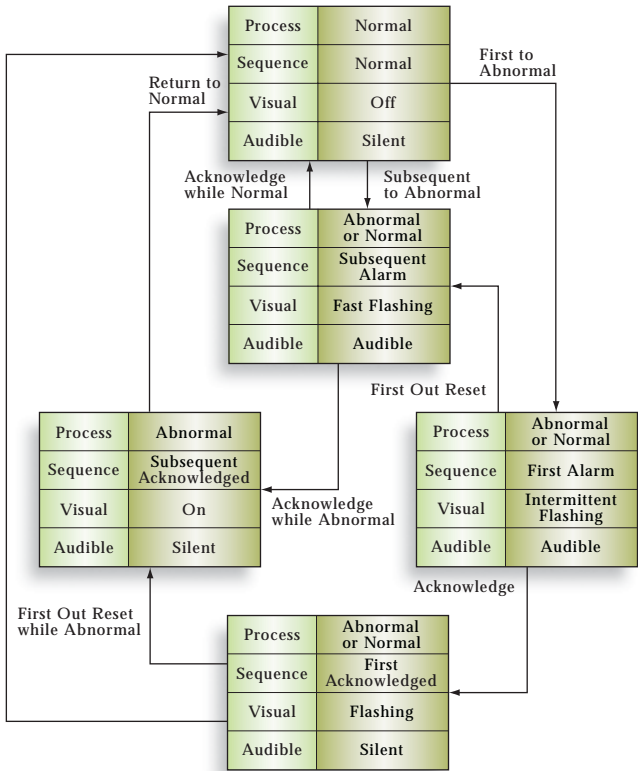 Process Normal
Sequence Normal
Visual Off
Audible Silent
First to
Abnormal
Return to
Normal
Acknowledge
while Normal
Subsequent
to Abnormal
Process Abnormal
or Normal
Sequence Subsequent
Alarm
Visual Fast Flashing
Audible Audible
First Out Reset
Process Abnormal
Sequence Subsequent
Acknowledged
Visual On
Audible Silent
Acknowledge
while Abnormal
Process Abnormal
or Normal
Sequence First Alarm
Visual Intermittent
Flashing
Audible Audible
Acknowledge
First Out Reset
while Abnormal
Process Abnormal
or Normal
Sequence First
Acknowledged
Visual Flashing
Audible Silent